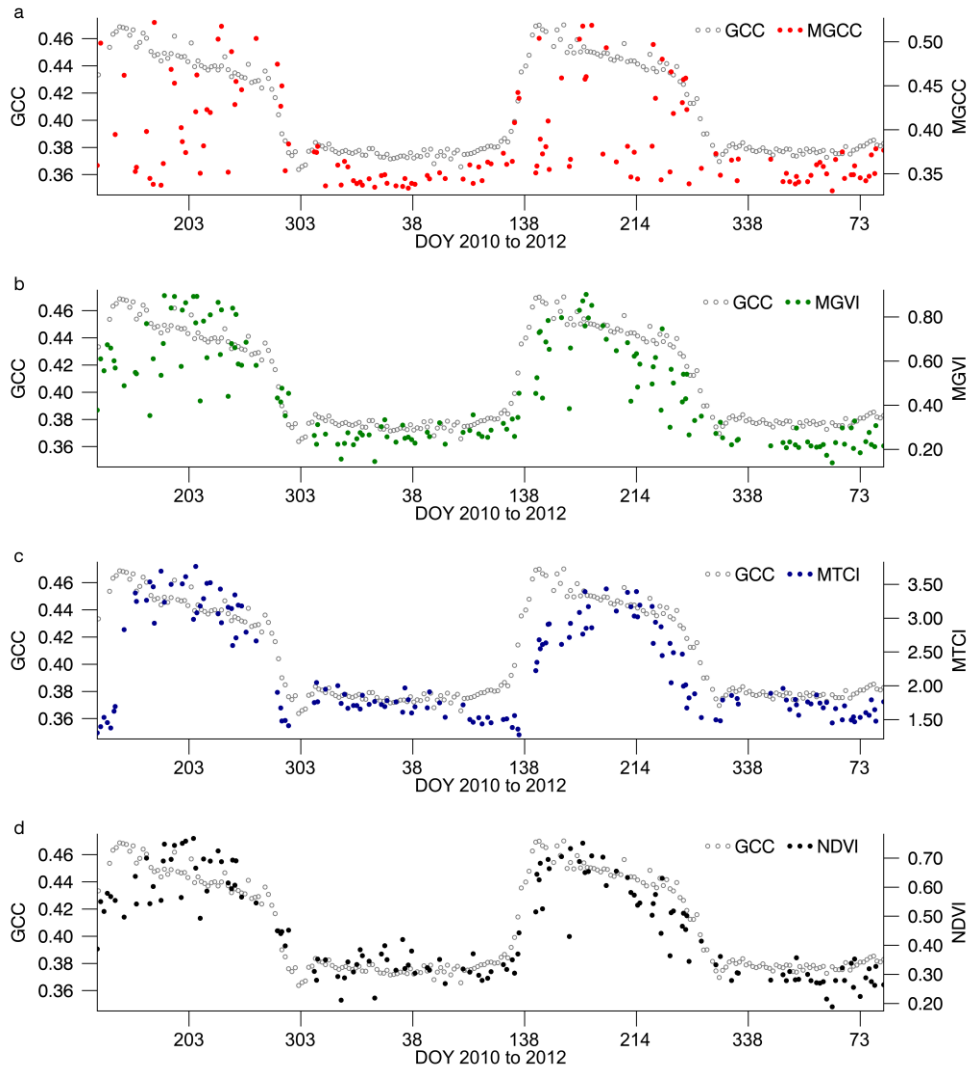 a
GCC MGCC
0.46
0.44
0.42
0.40
0.38
0.36
GCC
0.50
0.45
0.40
0.35
MGCC
203 303 38 138 214 338 73
DOY 2010 to 2012
b
GCC MGVI
0.46
0.44
0.42
0.40
0.38
0.36
GCC
0.80
0.60
0.40
0.20
MGVI
203 303 38 138 214 338 73
DOY 2010 to 2012
c
GCC MTCI
0.46
0.44
0.42
0.40
0.38
0.36
GCC
3.50
3.00
2.50
2.00
1.50
MTCI
203 303 38 138 214 338 73
DOY 2010 to 2012
d
GCC NDVI
0.46
0.44
0.42
0.40
0.38
0.36
GCC
0.70
0.60
0.50
0.40
0.30
0.20
NDVI
203 303 38 138 214 338 73
DOY 2010 to 2012